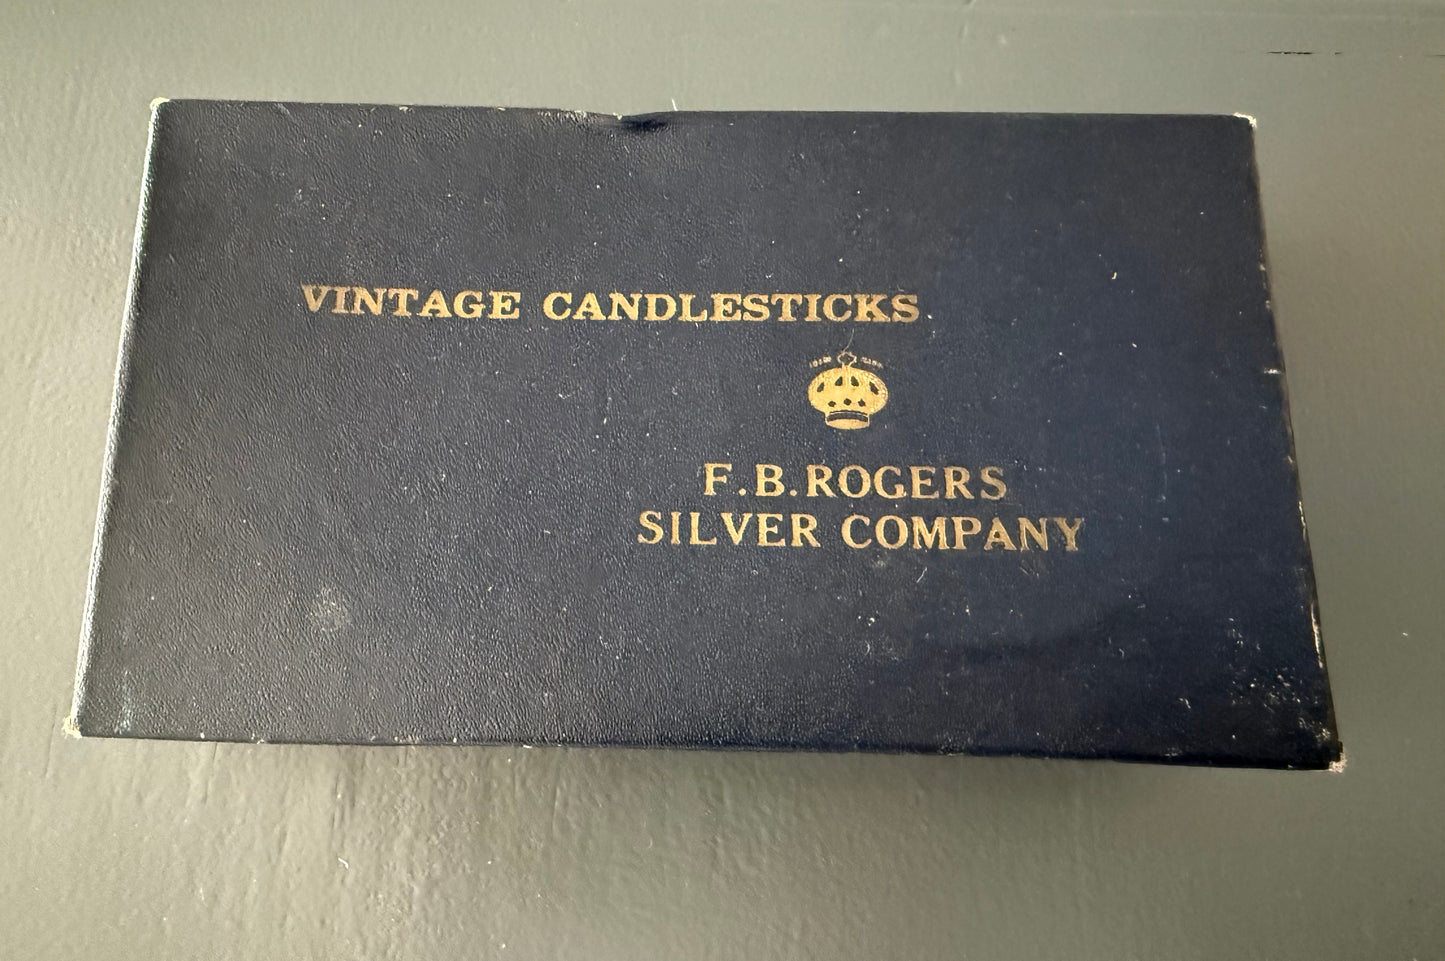 VINTAGE CANDLESTICKS
F.B.ROGERS
SILVER COMPANY